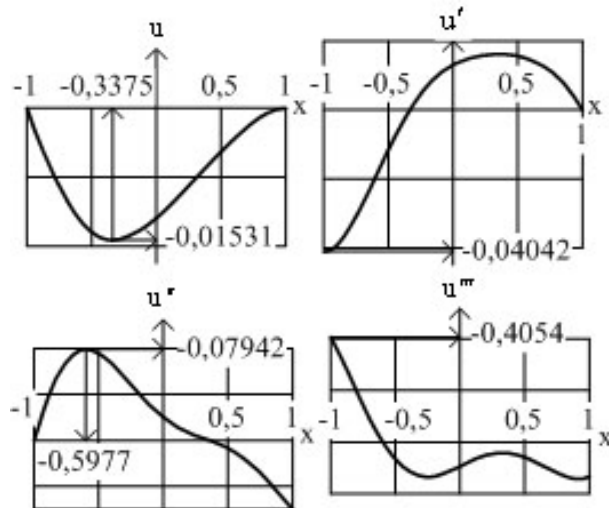 u
-1 -0,3375 0,5 1
x
-0,01531
u'
-1 -0,5 0,5
x
1
-0,04042
u"
-0,07942
-1 0,5 1
x
-0,5977
u'''
-0,4054
-1 -0,5 0,5 1
x